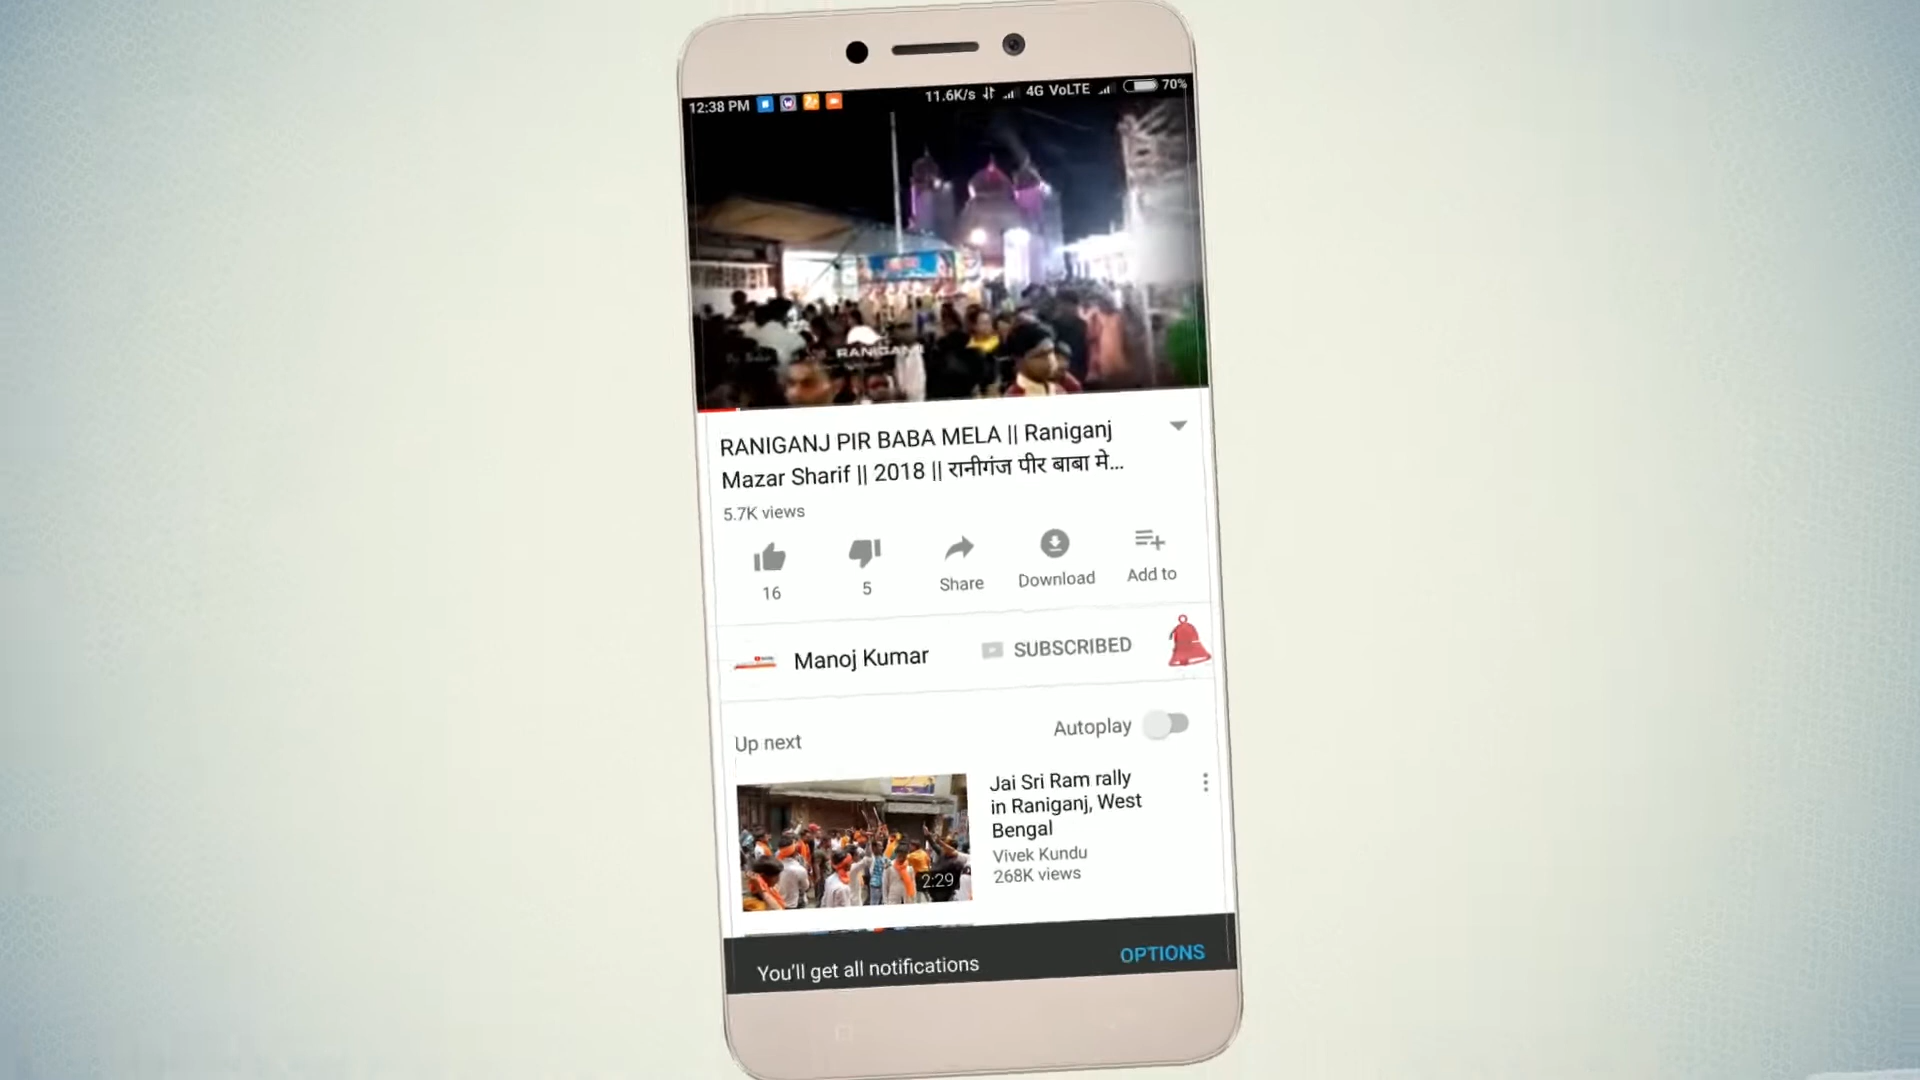 12:38 PM 11.6K/s 4G VoLTE 70%
RANIGANJ
RANIGANJ PIR BABA MELA || Raniganj
Mazar Sharif || 2018 || रानीगंज पीर बाबा मे...
5.7K views
16 5 Share Download Add to
Manoj Kumar SUBSCRIBED
Up next Autoplay
Jai Sri Ram rally
in Raniganj, West
Bengal
Vivek Kundu
268K views
2:29
You'll get all notifications OPTIONS